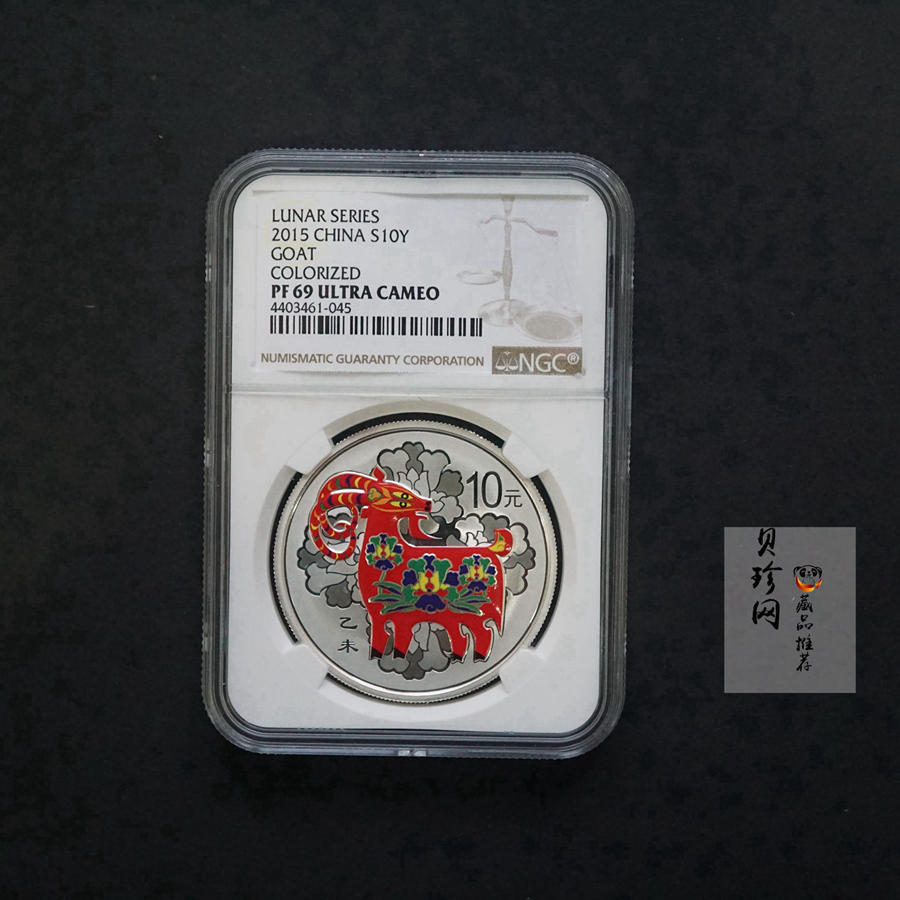 LUNAR SERIES
2015 CHINA S10Y
GOAT
COLORIZED
PF 69 ULTRA CAMEO
4403461-045
NUMISMATIC GUARANTY CORPORATION
NGC®
10元
乙未
贝珍网
藏品推荐